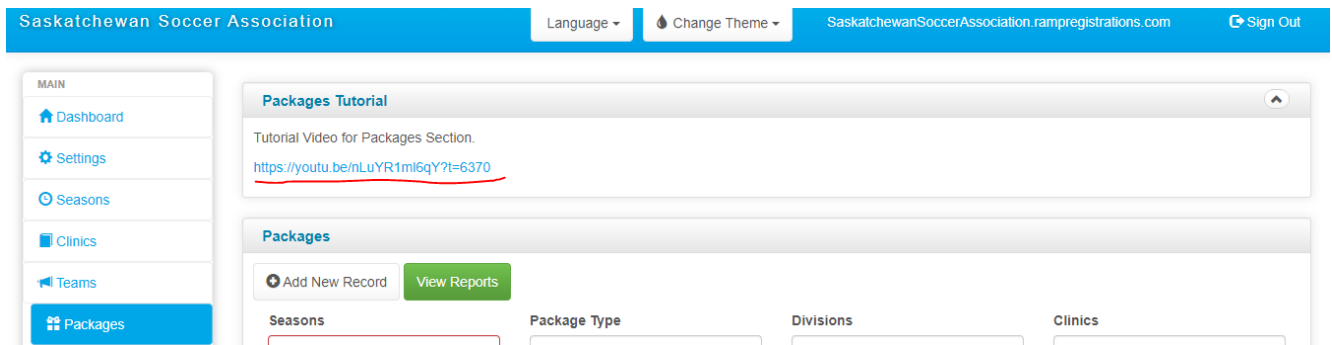 Saskatchewan Soccer Association
Language
Change Theme
SaskatchewanSoccerAssociation.rampregistrations.com
Sign Out
MAIN
Dashboard
Settings
Seasons
Clinics
Teams
Packages
Packages Tutorial
Tutorial Video for Packages Section.
https://youtu.be/nLuYR1ml6qY?t=6370
Packages
Add New Record
View Reports
Seasons
Package Type
Divisions
Clinics